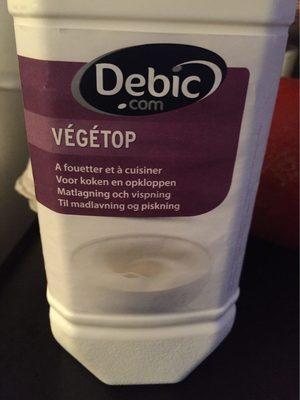 Debic
.com
VÉGÉTOP
A fouetter et à cuisiner
Voor koken en opkloppen
Matlagning och vispning
Til madlavning og piskning